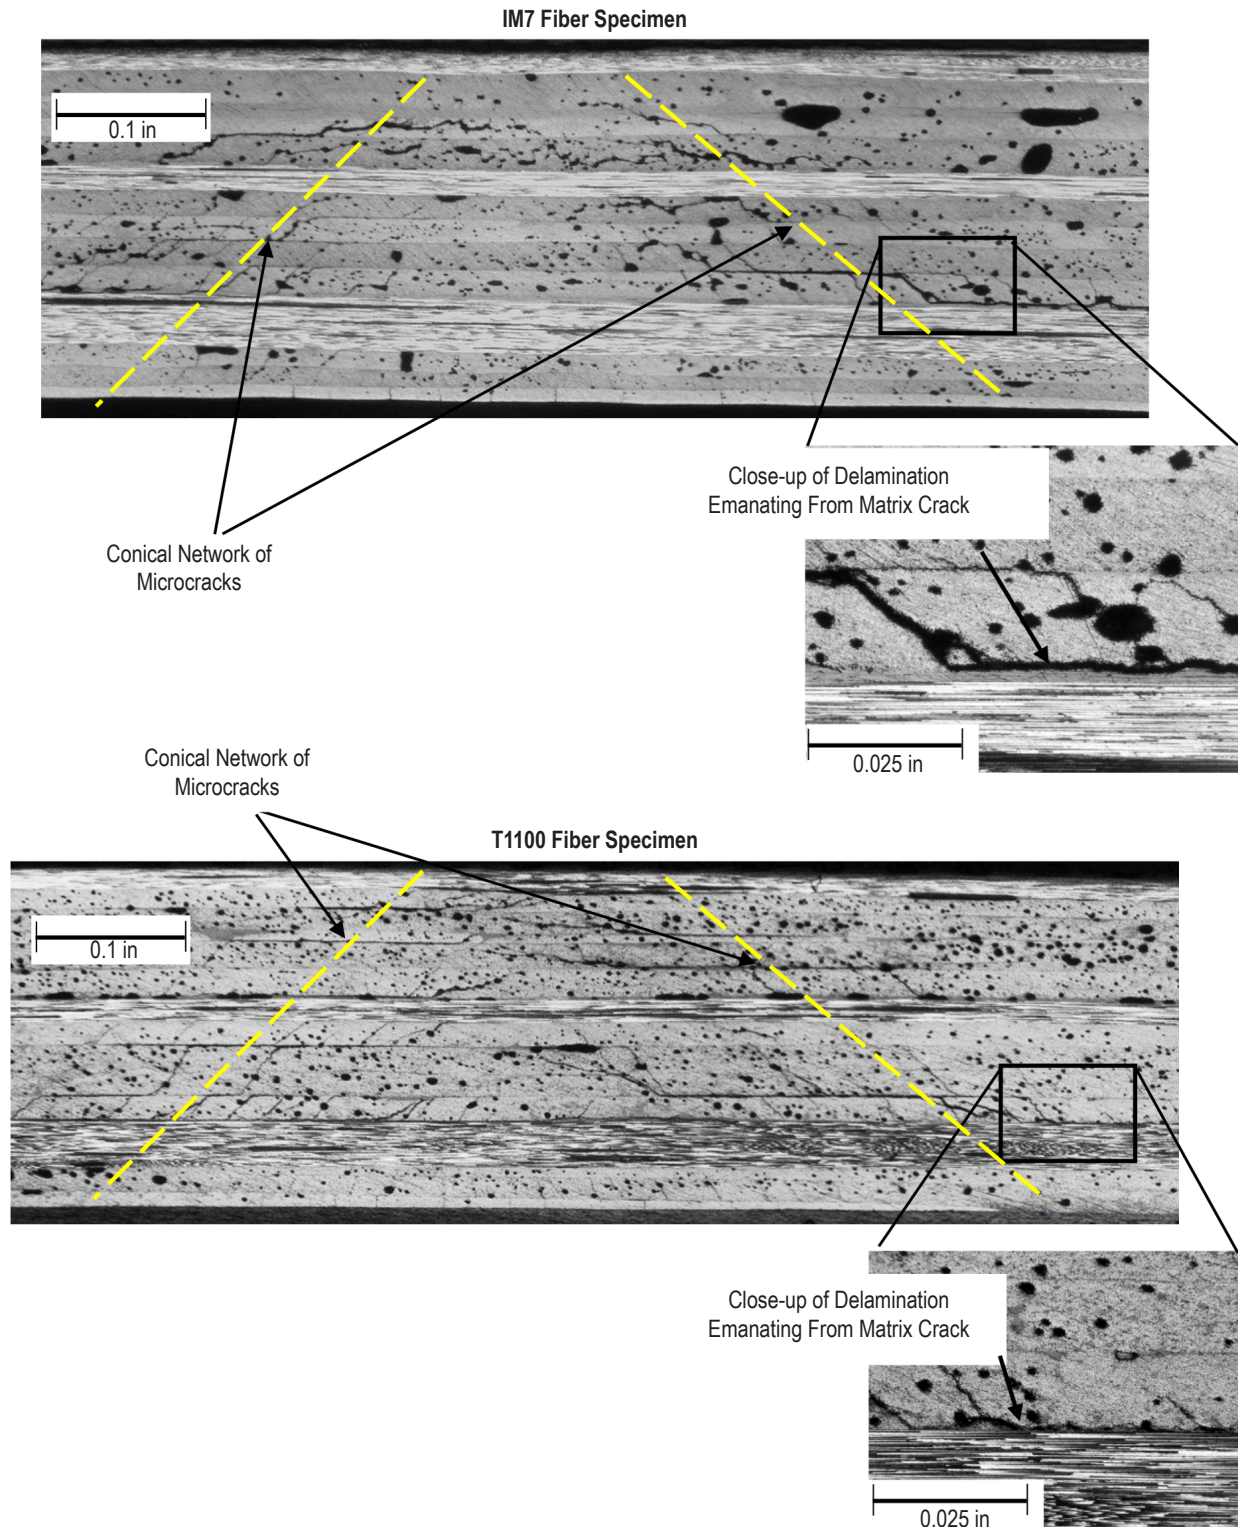 IM7 Fiber Specimen
0.1 in
Close-up of Delamination
Emanating From Matrix Crack
Conical Network of
Microcracks
0.025 in
Conical Network of
Microcracks
T1100 Fiber Specimen
0.1 in
Close-up of Delamination
Emanating From Matrix Crack
0.025 in